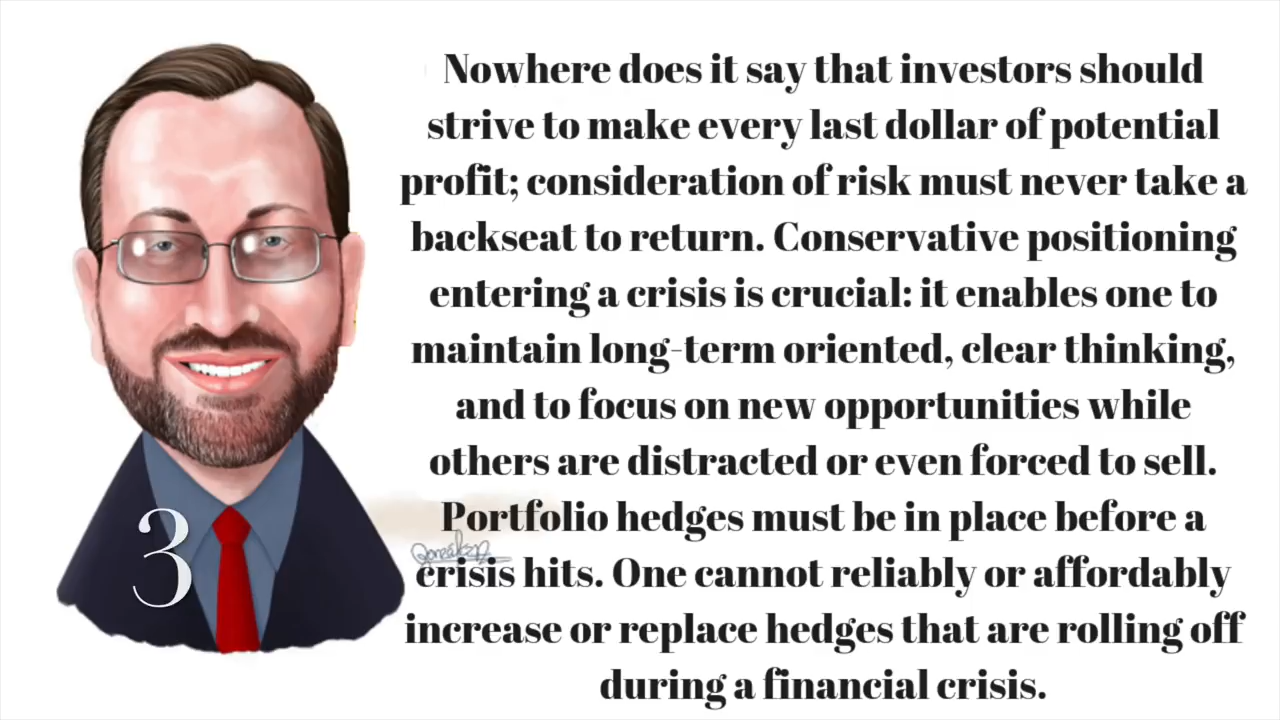 Nowhere does it say that investors should
strive to make every last dollar of potential
profit; consideration of risk must never take a
backseat to return. Conservative positioning
entering a crisis is crucial: it enables one to
maintain long-term oriented, clear thinking,
and to focus on new opportunities while
others are distracted or even forced to sell.
Portfolio hedges must be in place before a
crisis hits. One cannot reliably or affordably
increase or replace hedges that are rolling off
during a financial crisis.
3